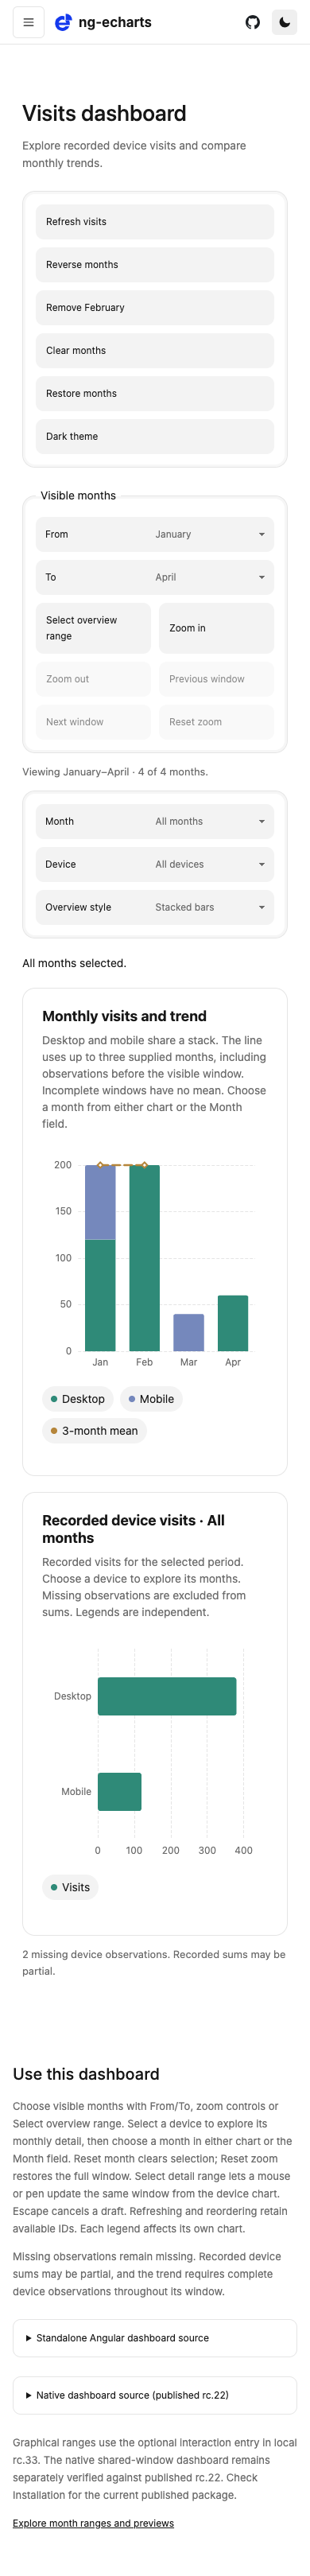 ng-echarts
Visits dashboard
Explore recorded device visits and compare
monthly trends.
Refresh visits
Reverse months
Remove February
Clear months
Restore months
Dark theme
Visible months
From January
To April
Select overview
range
Zoom in
Zoom out
Previous window
Next window
Reset zoom
Viewing January–April · 4 of 4 months.
Month All months
Device All devices
Overview style Stacked bars
All months selected.
Monthly visits and trend
Desktop and mobile share a stack. The line
uses up to three supplied months, including
observations before the visible window.
Incomplete windows have no mean. Choose
a month from either chart or the Month
field.
200
150
100
50
0
Jan Feb Mar Apr
Desktop Mobile
3-month mean
Recorded device visits · All
months
Recorded visits for the selected period.
Choose a device to explore its months.
Missing observations are excluded from
sums. Legends are independent.
Desktop
Mobile
0 100 200 300 400
Visits
2 missing device observations. Recorded sums may be
partial.
Use this dashboard
Choose visible months with From/To, zoom controls or
Select overview range. Select a device to explore its
monthly detail, then choose a month in either chart or the
Month field. Reset month clears selection; Reset zoom
restores the full window. Select detail range lets a mouse
or pen update the same window from the device chart.
Escape cancels a draft. Refreshing and reordering retain
available IDs. Each legend affects its own chart.
Missing observations remain missing. Recorded device
sums may be partial, and the trend requires complete
device observations throughout its window.
Standalone Angular dashboard source
Native dashboard source (published rc.22)
Graphical ranges use the optional interaction entry in local
rc.33. The native shared-window dashboard remains
separately verified against published rc.22. Check
Installation for the current published package.
Explore month ranges and previews